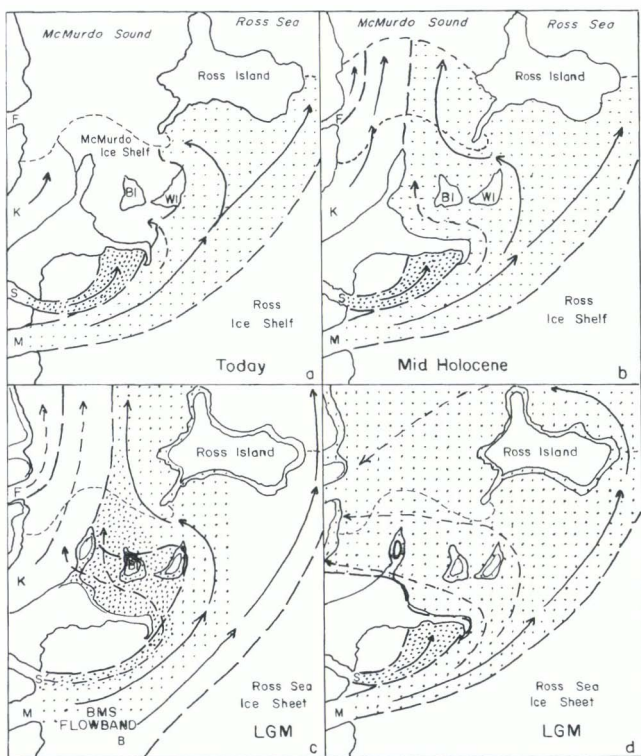 McMurdo Sound
Ross Sea
Ross Island
F
McMurdo
Ice Shelf
K
BI
WI
S
M
Ross
Ice Shelf
Today
a
McMurdo Sound
Ross Sea
Ross Island
F
K
BI
WI
S
M
Ross
Ice Shelf
Mid Holocene
b
Ross Island
F
K
S
M
BMS
FLOWBAND
B
Ross Sea
Ice Sheet
LGM
c
Ross Island
S
M
Ross Sea
Ice Sheet
LGM
d